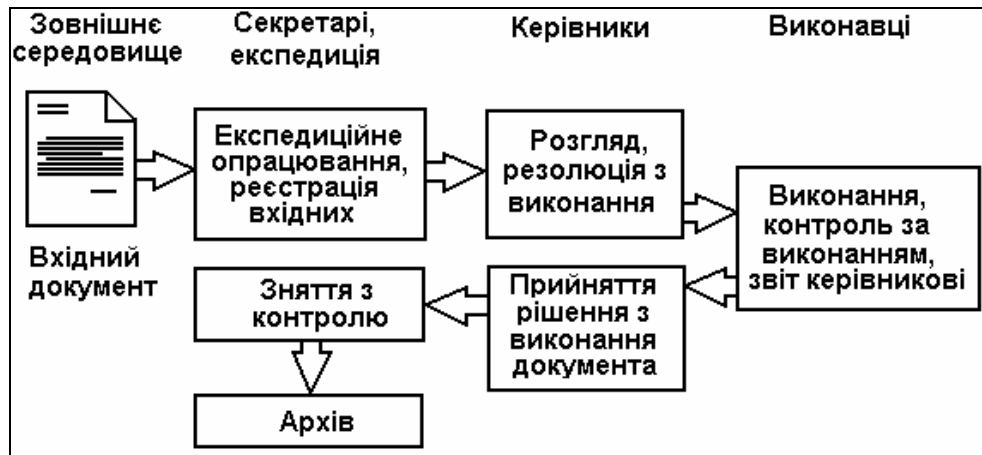 Зовнішнє
середовище
Секретарі,
експедиція
Керівники
Виконавці
Експедиційне
опрацювання,
реєстрація
вхідних
Розгляд,
резолюція з
виконання
Виконання,
контроль за
виконанням,
звіт керівникові
Вхідний
документ
Зняття з
контролю
Прийняття
рішення з
виконання
документа
Архів